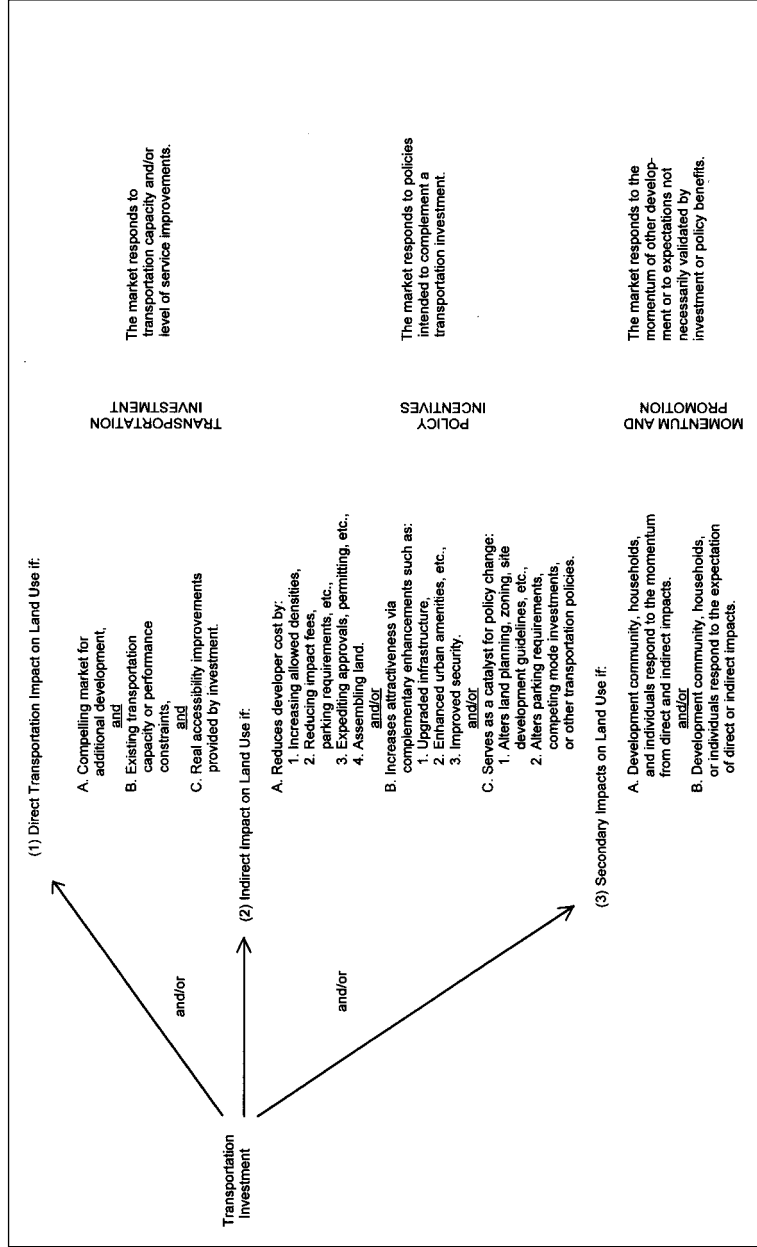 Transportation
Investment
and/or
and/or
(1) Direct Transportation Impact on Land Use if:
A. Compelling market for
additional development,
and
B. Existing transportation
capacity or performance
constraints,
and
C. Real accessibility improvements
provided by investment.
TRANSPORTATION
INVESTMENT
The market responds to
transportation capacity and/or
level of service improvements.
(2) Indirect Impact on Land Use if:
A. Reduces developer cost by:
1. Increasing allowed densities,
2. Reducing impact fees,
parking requirements, etc.,
3. Expediting approvals, permitting, etc.,
4. Assembling land.
and/or
B. Increases attractiveness via
complementary enhancements such as:
1. Upgraded infrastructure,
2. Enhanced urban amenities, etc.,
3. Improved security.
and/or
C. Serves as a catalyst for policy change:
1. Alters land planning, zoning, site
development guidelines, etc.,
2. Alters parking requirements,
competing mode investments,
or other transportation policies.
POLICY
INCENTIVES
The market responds to policies
intended to complement a
transportation investment.
(3) Secondary Impacts on Land Use if:
A. Development community, households,
and individuals respond to the momentum
from direct and indirect impacts.
and/or
B. Development community, households,
or individuals respond to the expectation
of direct or indirect impacts.
MOMENTUM AND
PROMOTION
The market responds to the
momentum of other develop-
ment or to expectations not
necessarily validated by
investment or policy benefits.